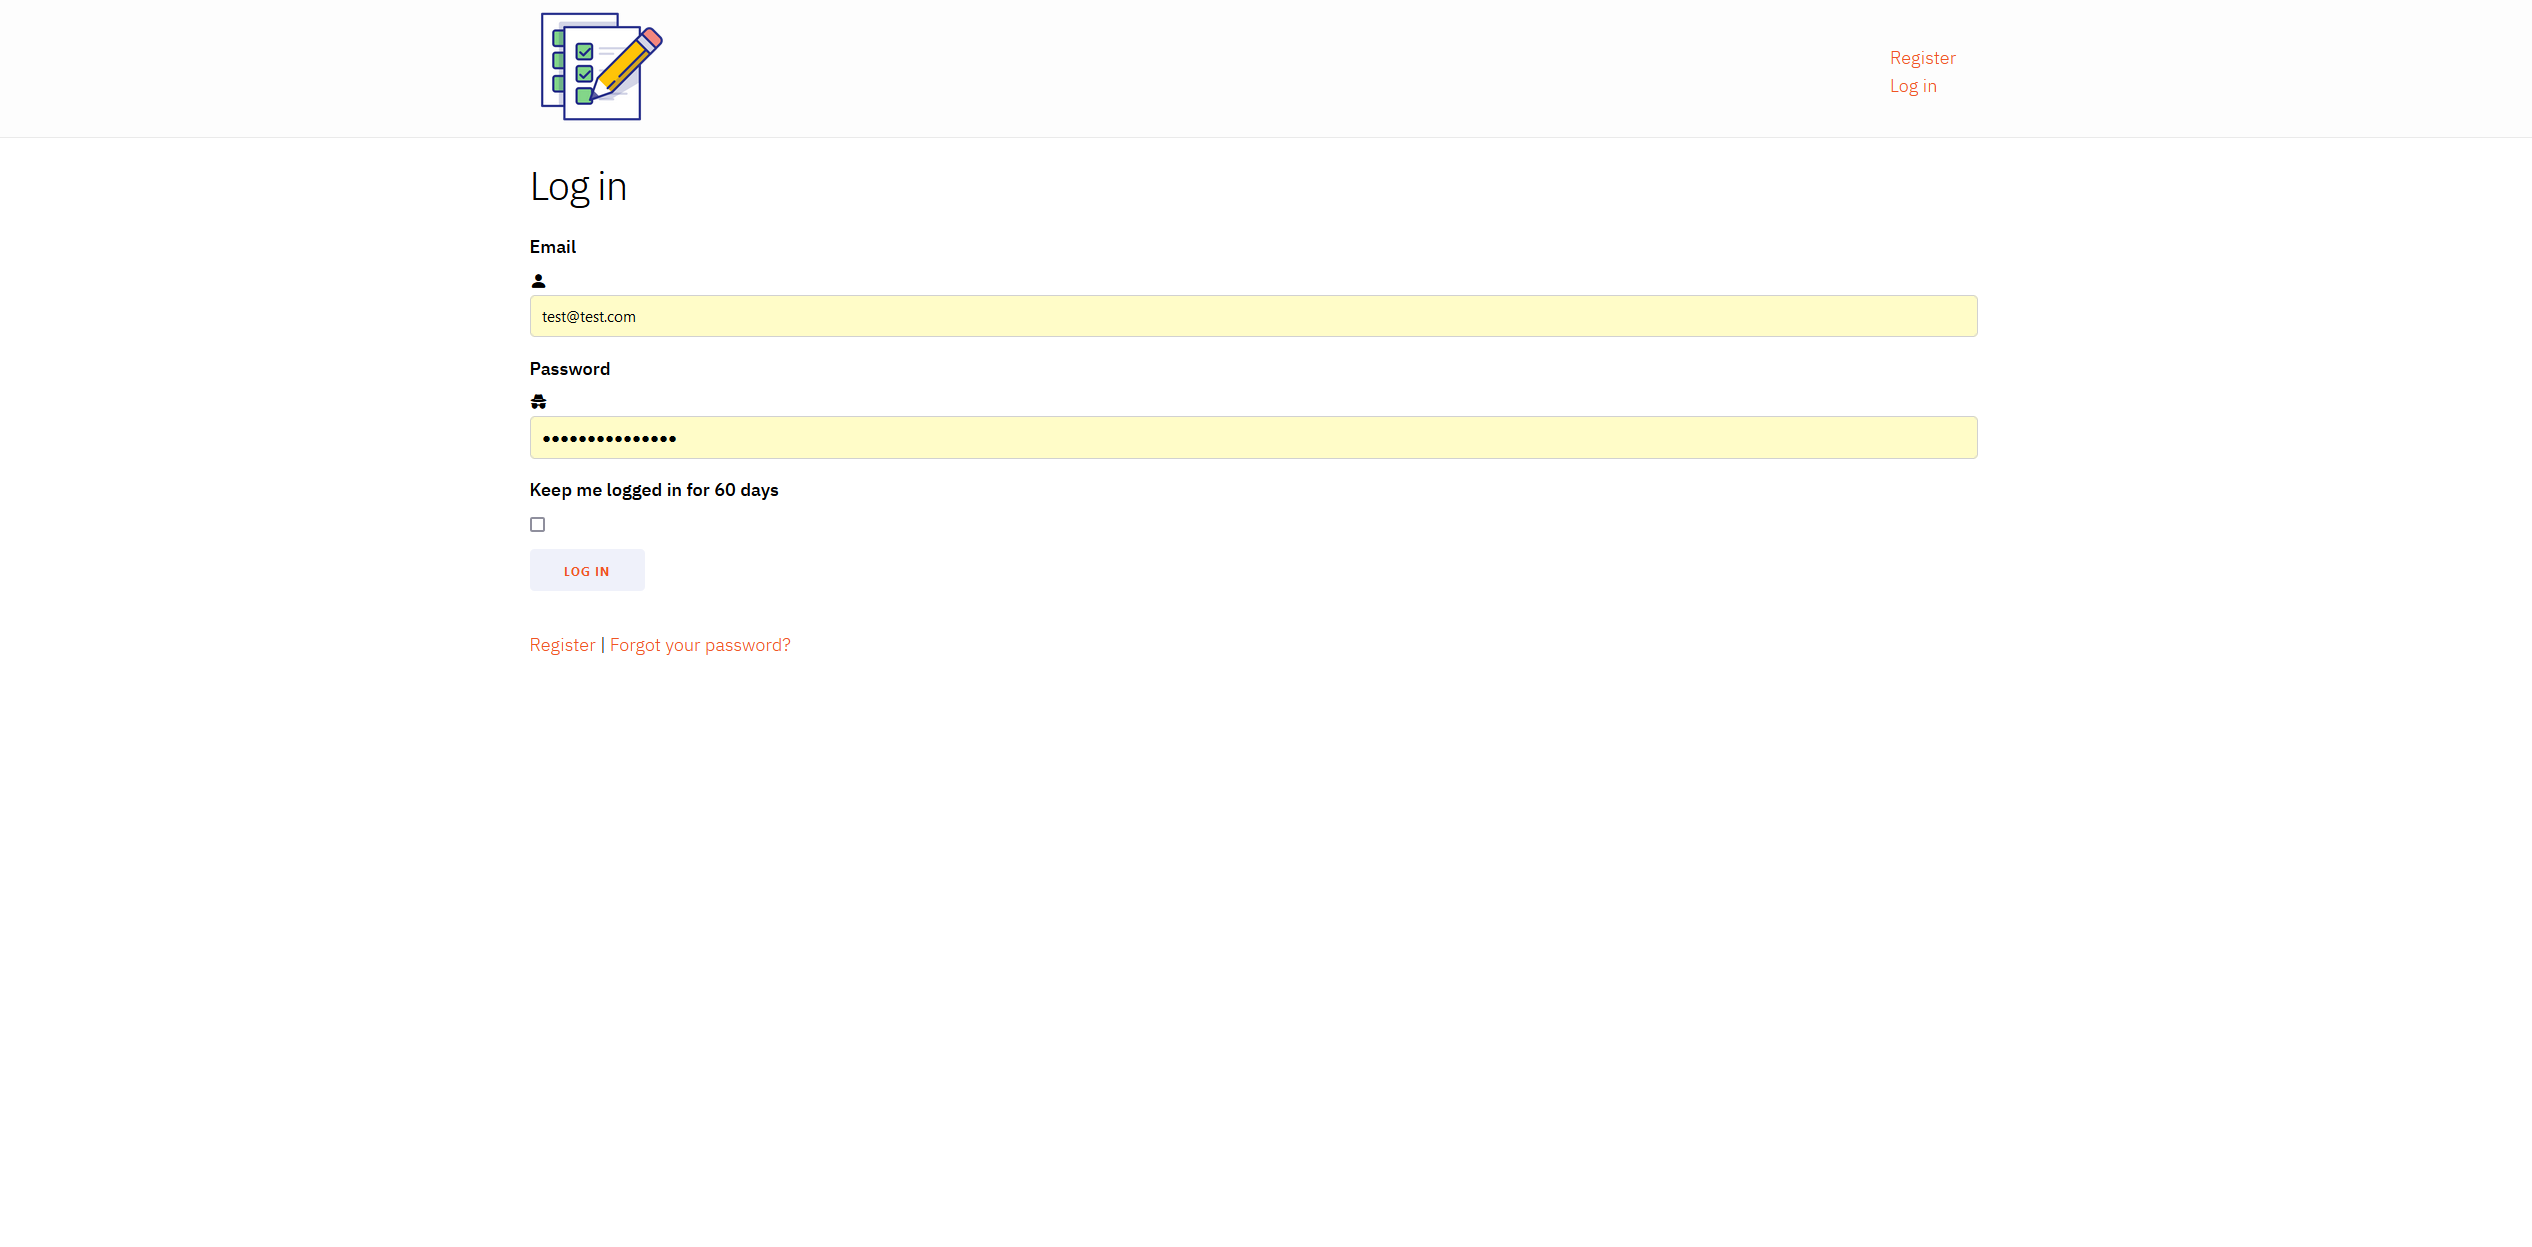 Register
Log in
Log in
Email
test@test.com
Password
•••••••••••••••
Keep me logged in for 60 days
LOG IN
Register | Forgot your password?